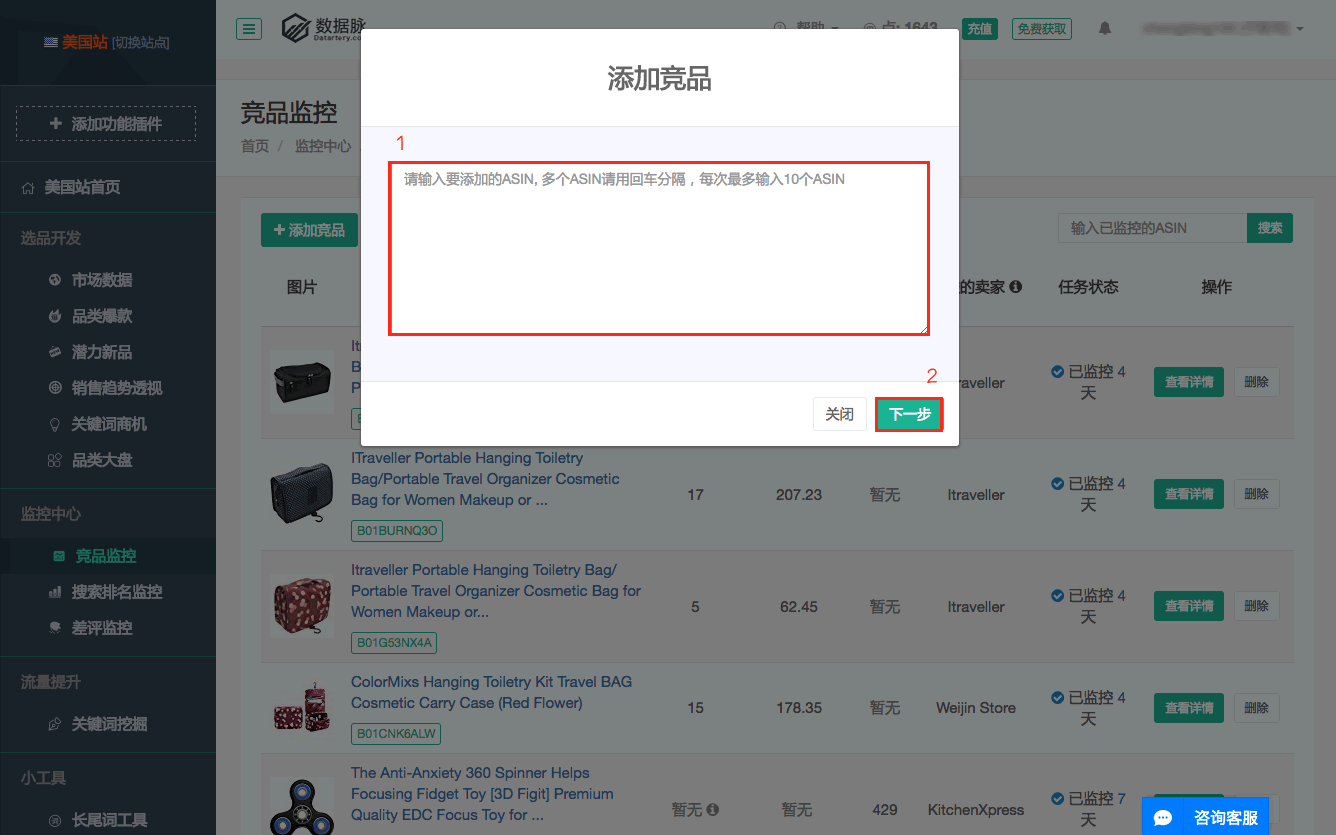 美国站 [切换站点]
添加功能插件
美国站首页
选品开发
市场数据
品类爆款
潜力新品
销售趋势透视
关键词商机
品类大盘
监控中心
竞品监控
搜索排名监控
差评监控
流量提升
关键词挖掘
小工具
长尾词工具
数据脉
Datartery.com
帮助
点: 1643
充值
免费获取
竞品监控
首页 / 监控中心
添加竞品
1
请输入要添加的ASIN, 多个ASIN请用回车分隔，每次最多输入10个ASIN
2
关闭
下一步
添加竞品
输入已监控的ASIN
搜索
图片
的卖家
任务状态
操作
已监控 4
天
查看详情
删除
ITraveller Portable Hanging Toiletry
Bag/Portable Travel Organizer Cosmetic
Bag for Women Makeup or ...
B01BURNQ3O
17
207.23
暂无
Itraveller
已监控 4
天
查看详情
删除
Itraveller Portable Hanging Toiletry Bag/
Portable Travel Organizer Cosmetic Bag for
Women Makeup or...
B01G53NX4A
5
62.45
暂无
Itraveller
已监控 4
天
查看详情
删除
ColorMixs Hanging Toiletry Kit Travel BAG
Cosmetic Carry Case (Red Flower)
B01CNK6ALW
15
178.35
暂无
Weijin Store
已监控 4
天
查看详情
删除
The Anti-Anxiety 360 Spinner Helps
Focusing Fidget Toy [3D Figit] Premium
Quality EDC Focus Toy for ...
暂无
暂无
429
KitchenXpress
已监控 7
天
咨询客服